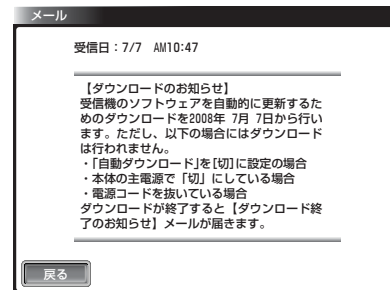 メール
受信日：7/7 AM10:47
【ダウンロードのお知らせ】
受信機のソフトウェアを自動的に更新するた
めのダウンロードを2008年 7月 7日から行い
ます。ただし、以下の場合にはダウンロード
は行われません。
・「自動ダウンロード」を[切]に設定の場合
・本体の主電源で「切」にしている場合
・電源コードを抜いている場合
ダウンロードが終了すると【ダウンロード終
了のお知らせ】メールが届きます。
戻る